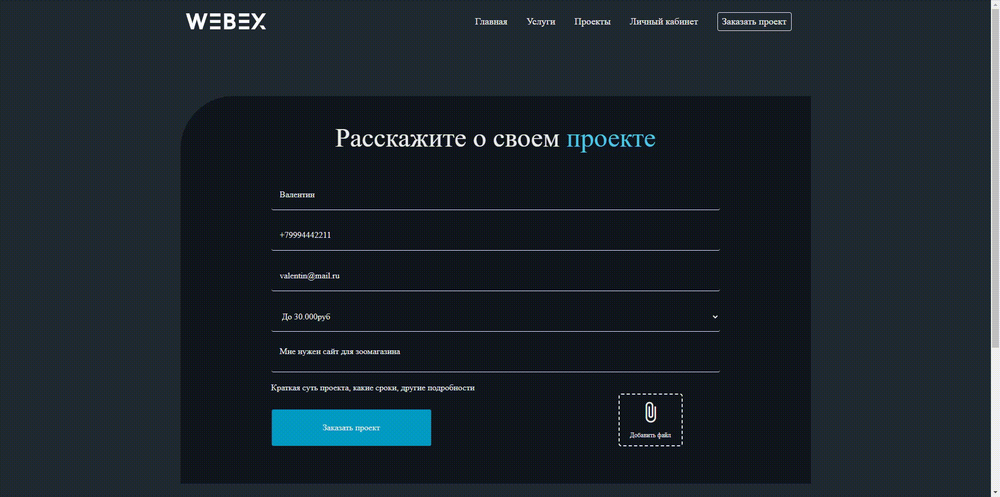 WEBEX
Главная Услуги Проекты Личный кабинет Заказать проект
Расскажите о своем проекте
Валентин
+79994442211
valentin@mail.ru
До 30.000руб
Мне нужен сайт для зоомагазина
Краткая суть проекта, какие сроки, другие подробности
Заказать проект
Добавить файл